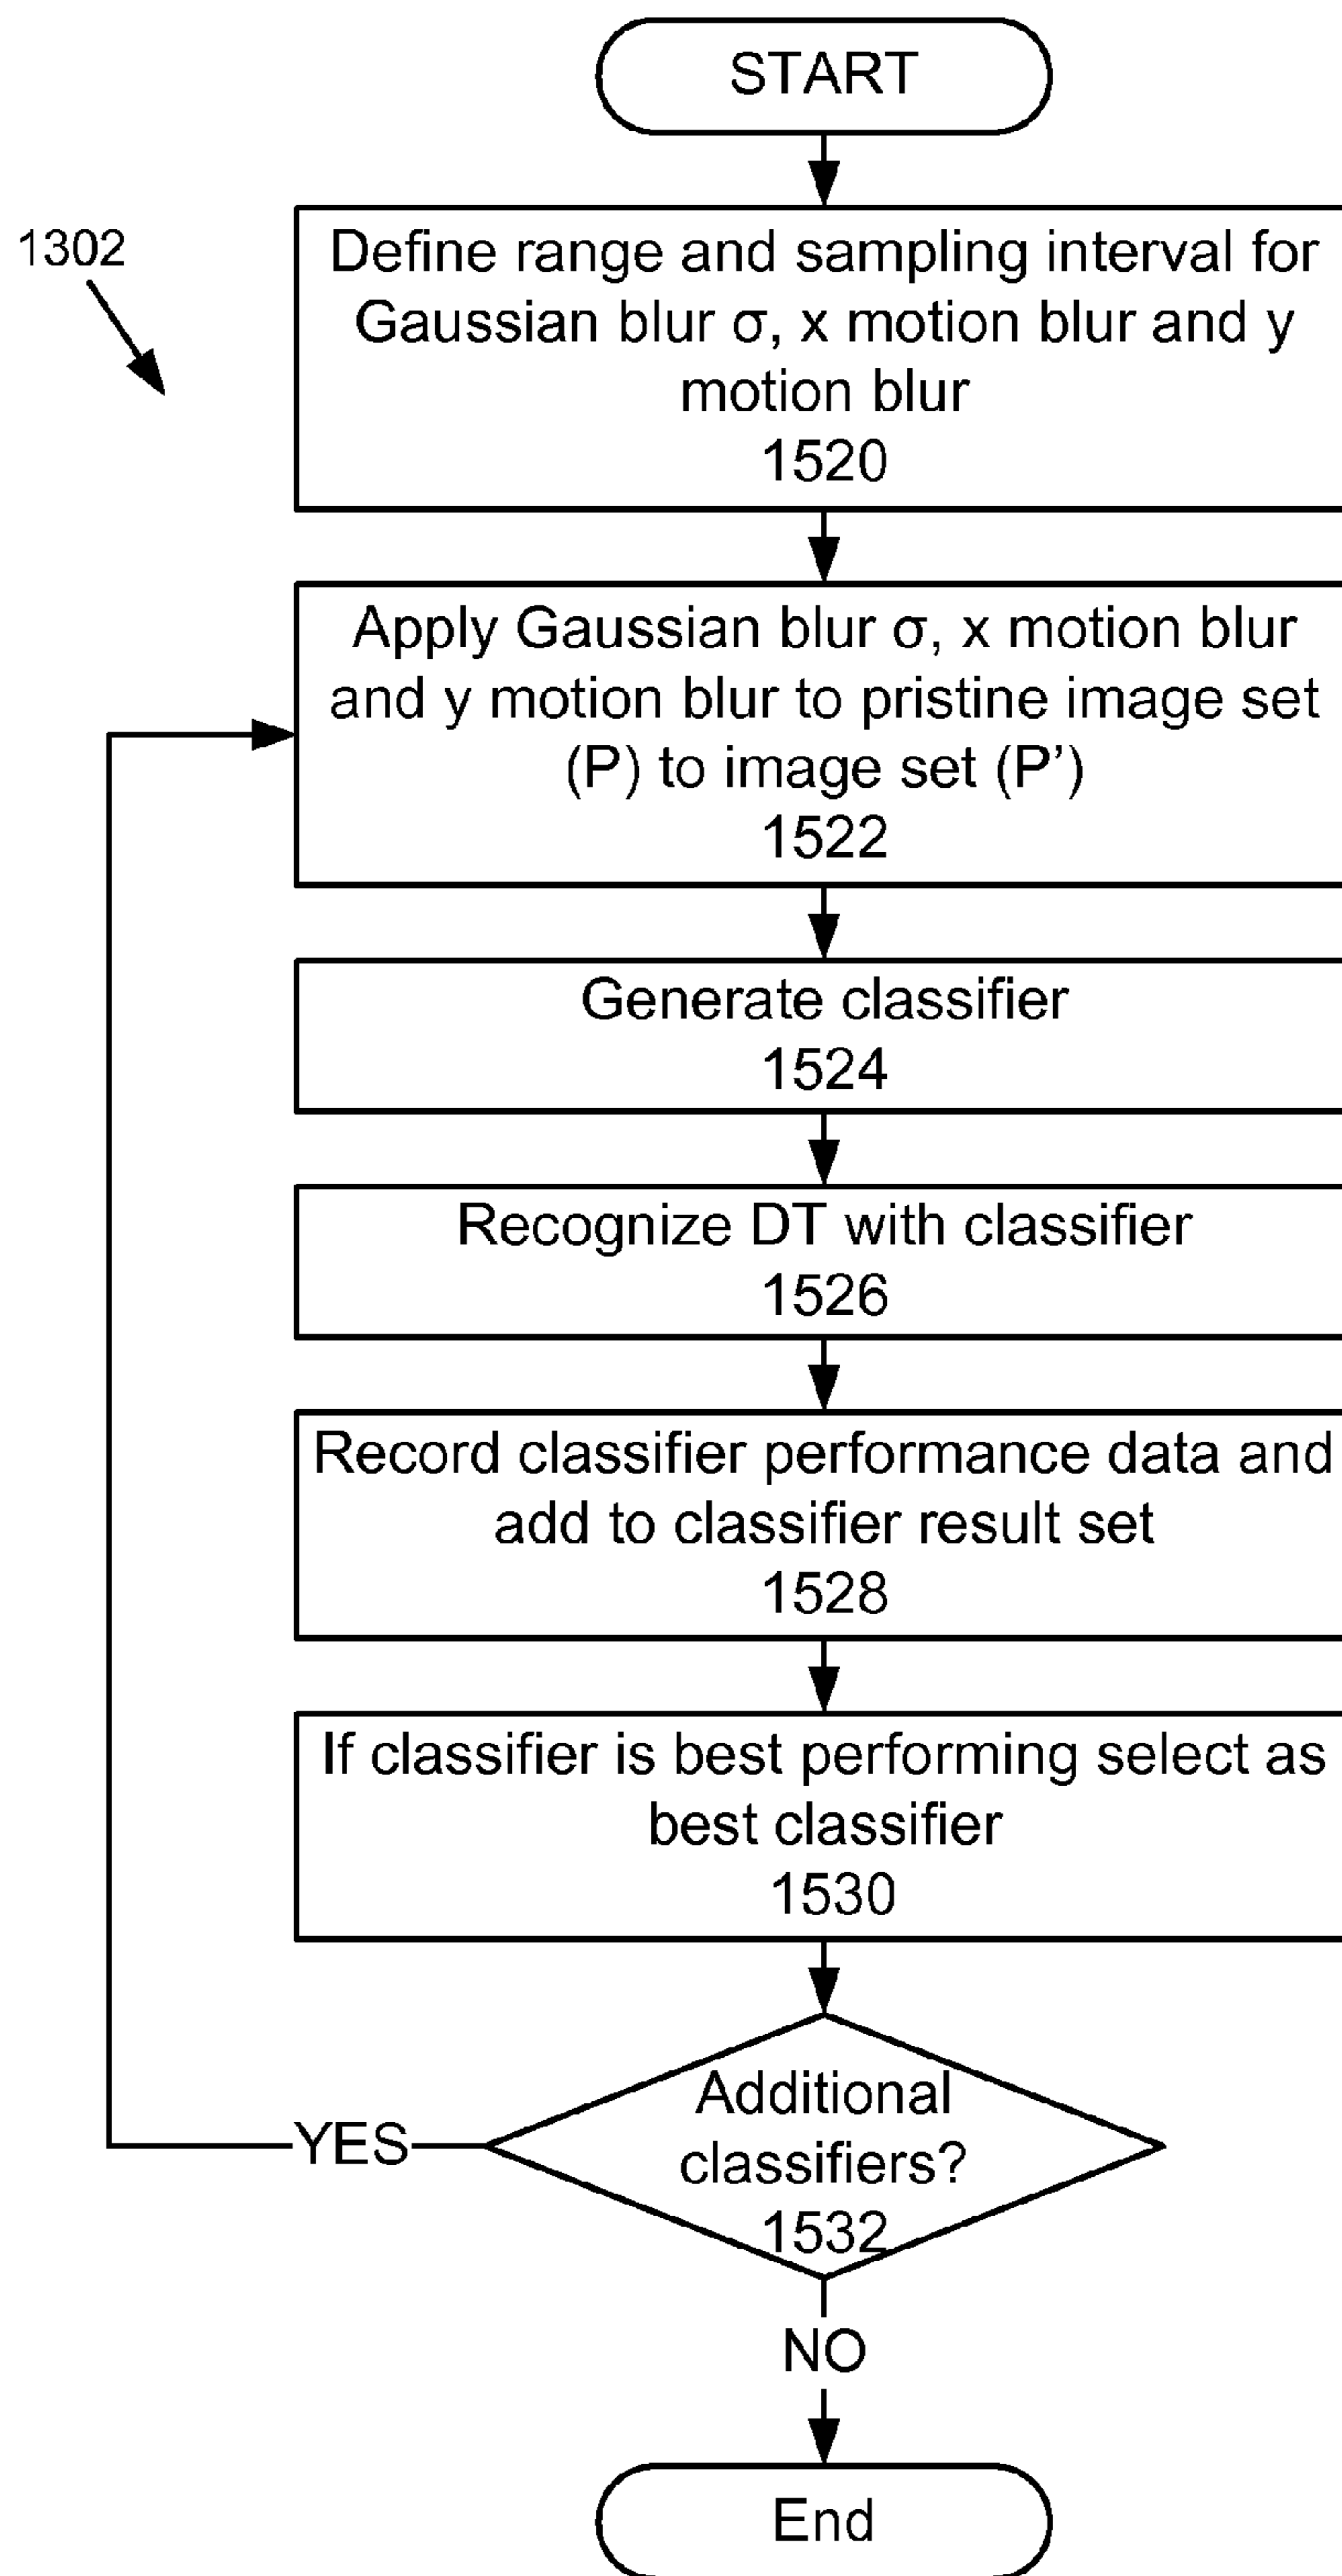 START
1302
Define range and sampling interval for
Gaussian blur σ, x motion blur and y
motion blur
1520
Apply Gaussian blur σ, x motion blur
and y motion blur to pristine image set
(P) to image set (P’)
1522
Generate classifier
1524
Recognize DT with classifier
1526
Record classifier performance data and
add to classifier result set
1528
If classifier is best performing select as
best classifier
1530
Additional
classifiers?
1532
YES
NO
End